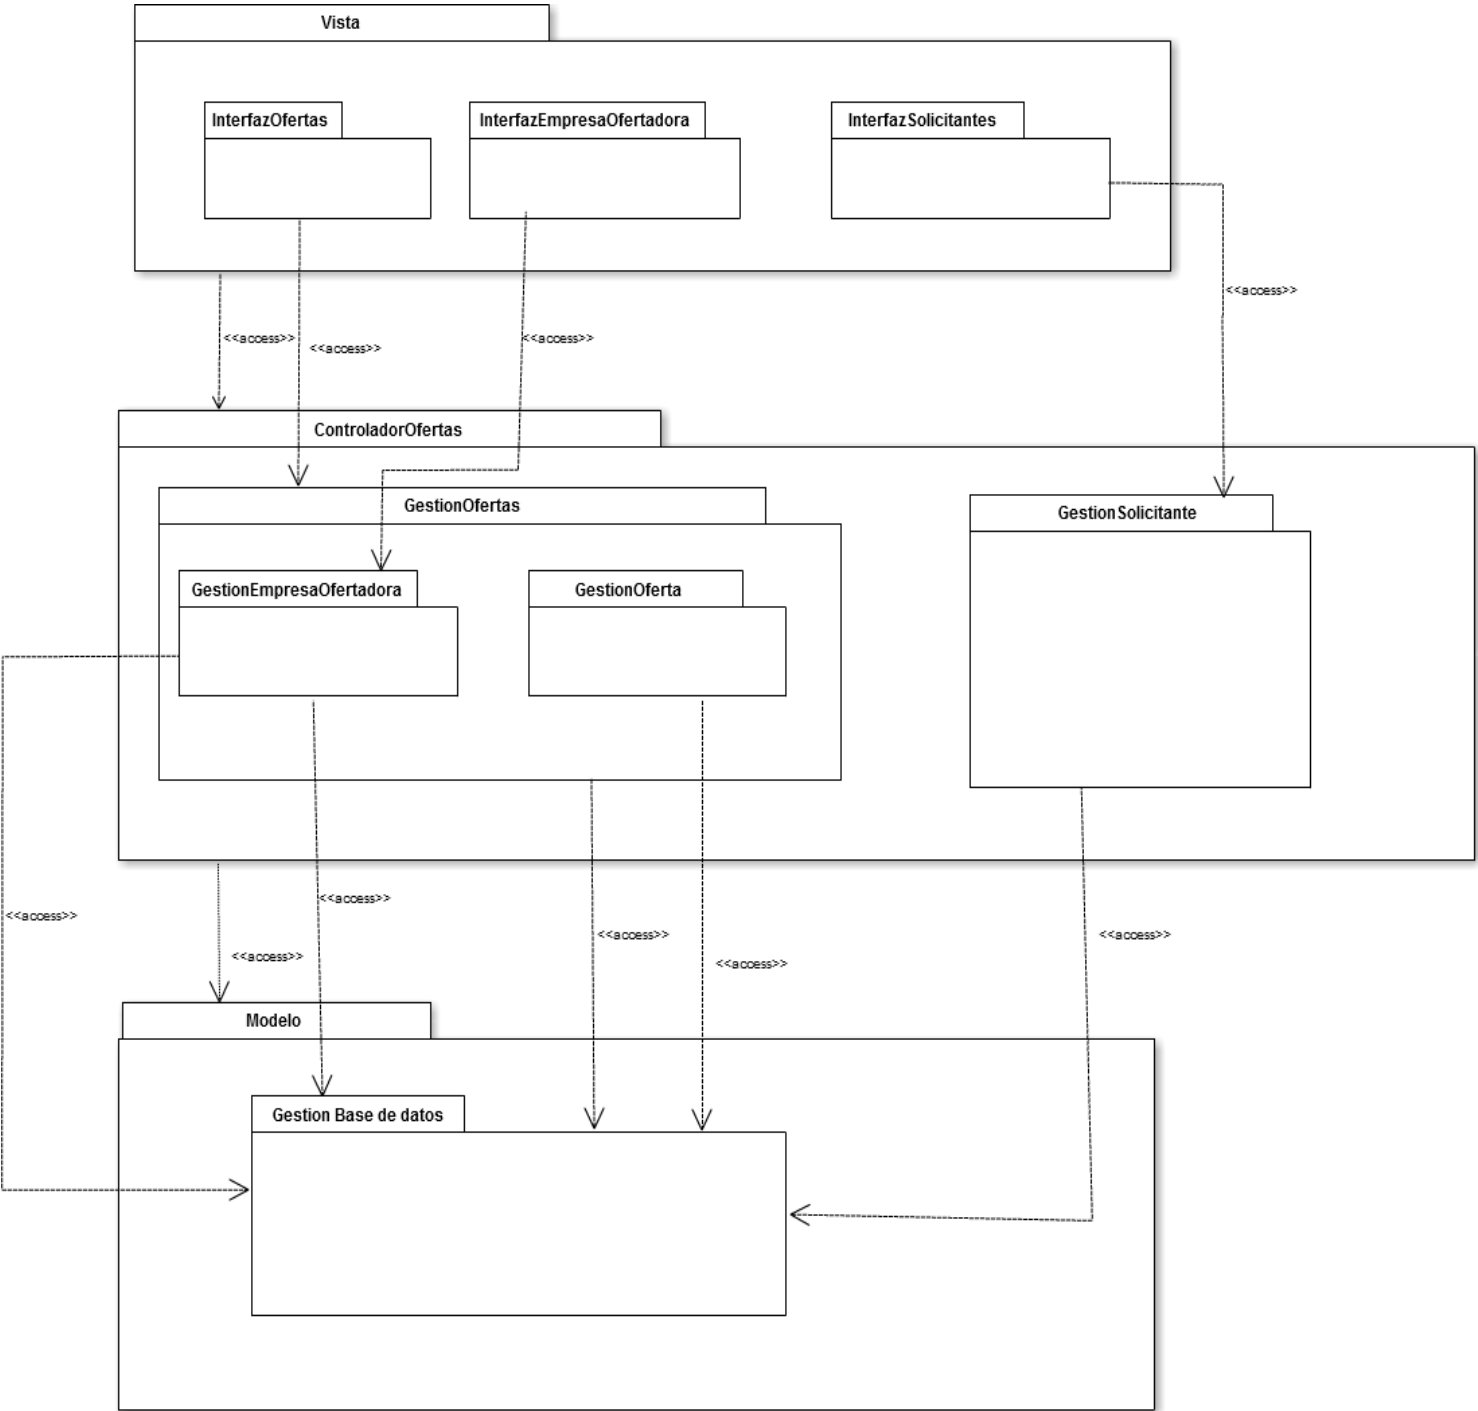 Vista
InterfazOfertas
InterfazEmpresaOfertadora
InterfazSolicitantes
<<access>>
<<access>>
<<access>>
<<access>>
ControladorOfertas
GestionOfertas
GestionSolicitante
GestionEmpresaOfertadora
GestionOferta
<<access>>
<<access>>
<<access>>
<<access>>
<<access>>
<<access>>
Modelo
Gestion Base de datos